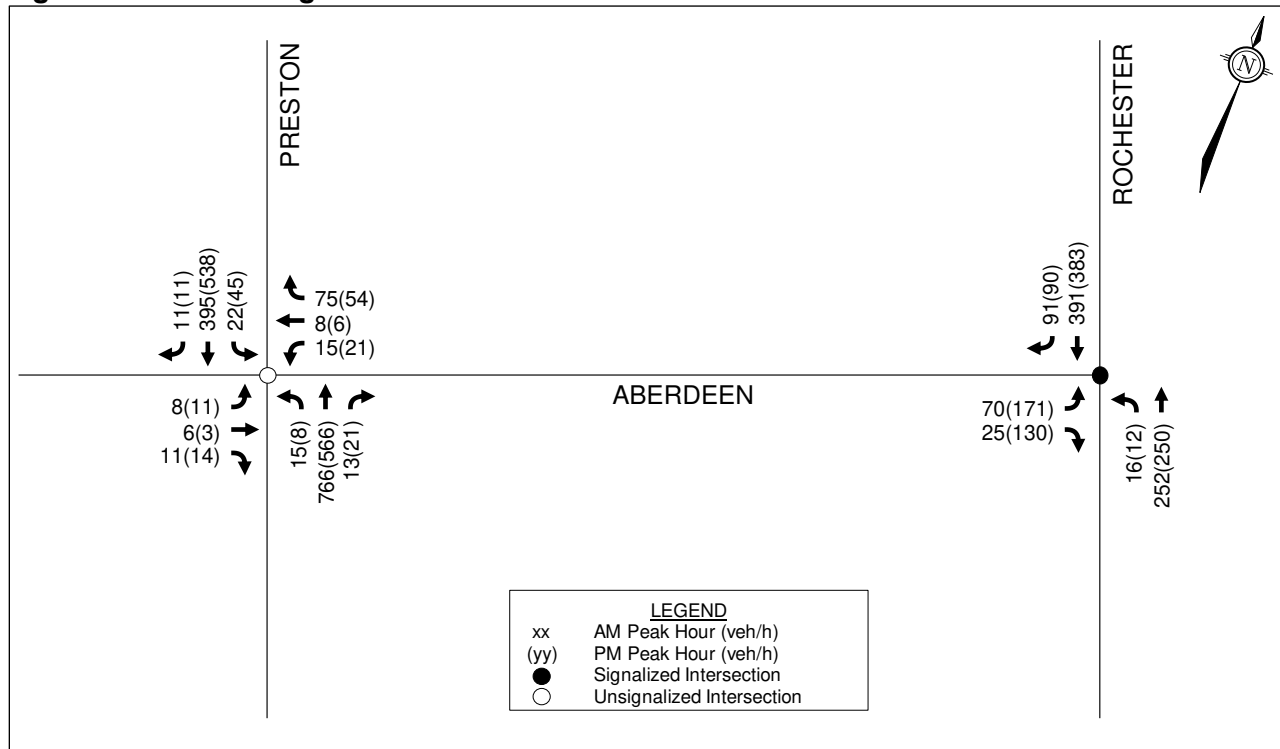 PRESTON
ROCHESTER
N
11(11)
395(538)
22(45)
75(54)
8(6)
15(21)
91(90)
391(383)
ABERDEEN
8(11)
6(3)
11(14)
15(8)
766(566)
13(21)
70(171)
25(130)
16(12)
252(250)
LEGEND
xx AM Peak Hour (veh/h)
(yy) PM Peak Hour (veh/h)
Signalized Intersection
Unsignalized Intersection